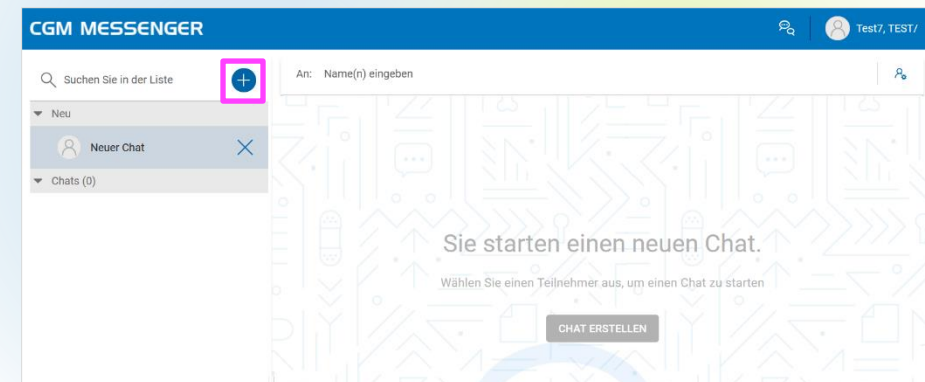 CGM MESSENGER
Test7, TEST/
Suchen Sie in der Liste
An: Name(n) eingeben
Neu
Neuer Chat
Chats (0)
Sie starten einen neuen Chat.
Wählen Sie einen Teilnehmer aus, um einen Chat zu starten
CHAT ERSTELLEN